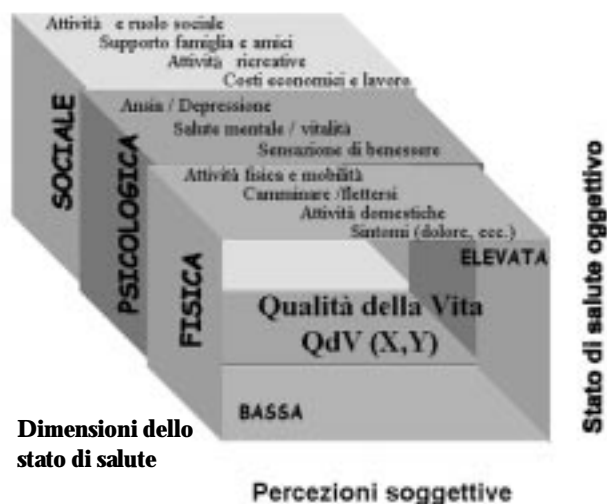 Attività e ruolo sociale
Supporto famiglia e amici
Attività ricreative
Costi economici e lavoro
Ansia / Depressione
Salute mentale / vitalità
Sensazione di benessere
Attività fisica e mobilità
Camminare /flettersi
Attività domestiche
Sintomi (dolore, ecc.)
SOCIALE
PSICOLOGICA
FISICA
ELEVATA
Qualità della Vita
QdV (X,Y)
BASSA
Stato di salute oggettivo
Dimensioni dello
stato di salute
Percezioni soggettive